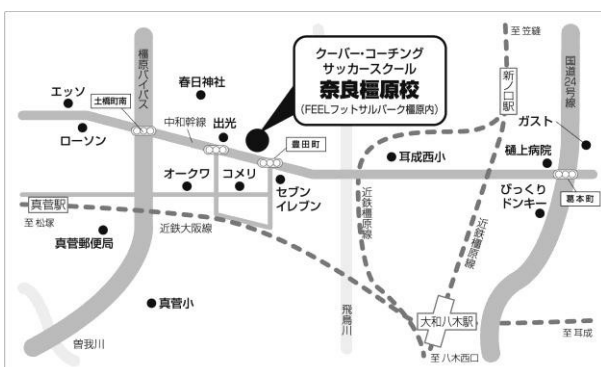 クーバー・コーチング
サッカースクール
奈良橿原校
(FEELフットサルパーク橿原内)
至笠縫
国道24号線
新ノ口駅
ガスト
橿原バイパス
エッソ
土橋町南
春日神社
中和幹線
出光
豊田町
ローソン
耳成西小
樋上病院
オークワ
コメリ
セブン
イレブン
びっくり
ドンキー
葛本町
真菅駅
至松塚
真菅郵便局
近鉄大阪線
近鉄橿原線
近鉄橿原線
真菅小
飛鳥川
大和八木駅
至耳成
曽我川
至八木西口